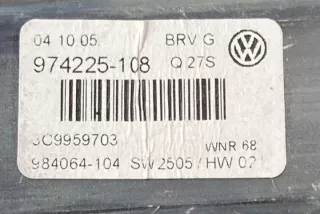 04 10 05. BRV G
974225-108 Q 27S
3C9959703
WNR 68
984064-104 SW 2505 / HW 02